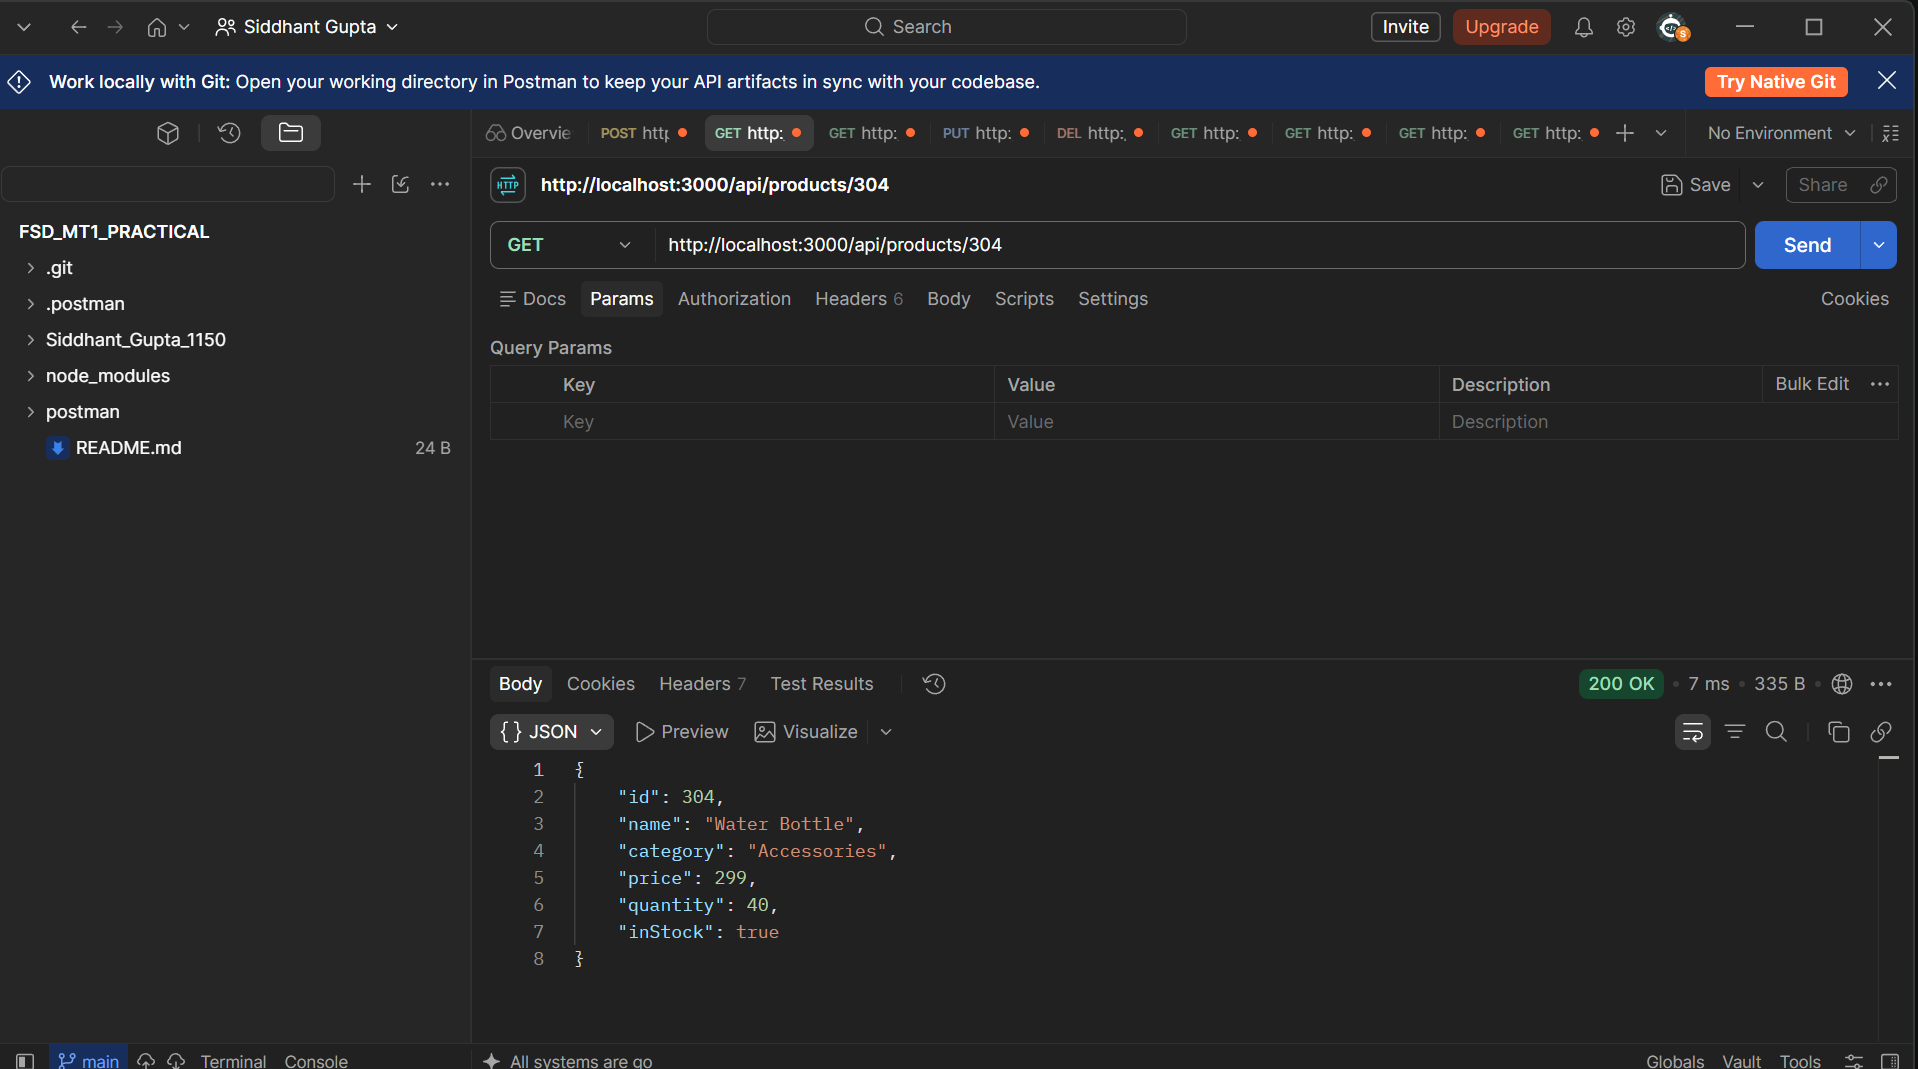 Siddhant Gupta
Search
Invite
Upgrade
Work locally with Git: Open your working directory in Postman to keep your API artifacts in sync with your codebase.
Try Native Git
Overvie
POST http
GET http:
GET http:
PUT http:
DEL http:
GET http:
GET http:
GET http:
GET http:
No Environment
HTTP
http://localhost:3000/api/products/304
Save
Share
FSD_MT1_PRACTICAL
.git
.postman
Siddhant_Gupta_1150
node_modules
postman
README.md
24 B
GET
http://localhost:3000/api/products/304
Send
Docs
Params
Authorization
Headers 6
Body
Scripts
Settings
Cookies
Query Params
Key
Value
Description
Bulk Edit
Key
Value
Description
Body
Cookies
Headers 7
Test Results
200 OK
7 ms
335 B
{ } JSON
Preview
Visualize
1 {
2 "id": 304,
3 "name": "Water Bottle",
4 "category": "Accessories",
5 "price": 299,
6 "quantity": 40,
7 "inStock": true
8 }
main
Terminal
Console
All systems are go
Globals
Vault
Tools